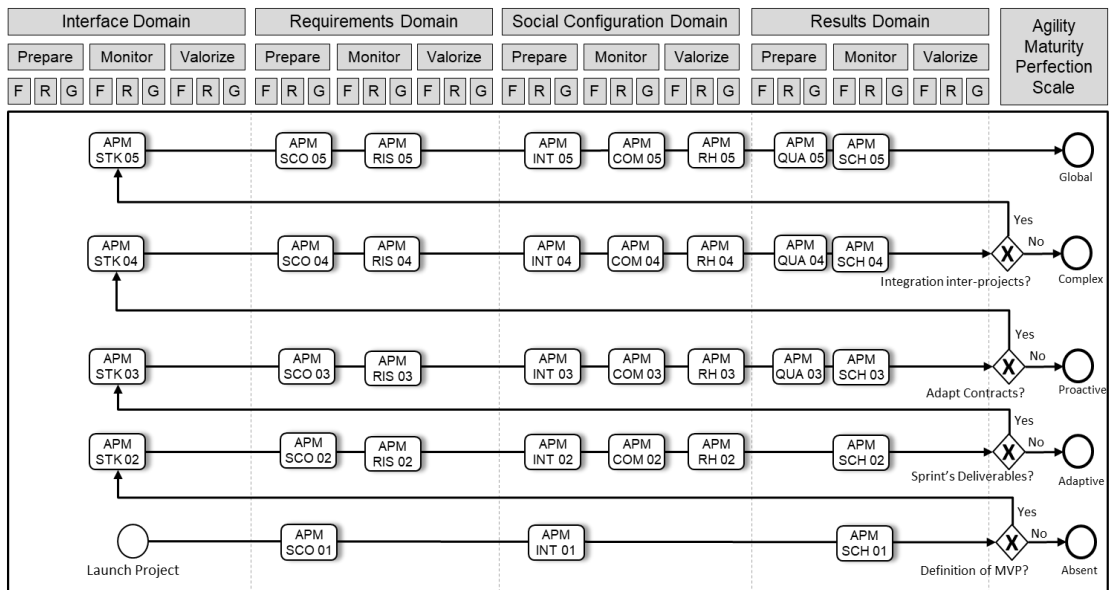 Interface Domain
Requirements Domain
Social Configuration Domain
Results Domain
Agility
Maturity
Perfection
Scale
Prepare
Monitor
Valorize
Prepare
Monitor
Valorize
Prepare
Monitor
Valorize
Prepare
Monitor
Valorize
F R G F R G F R G
F R G F R G F R G
F R G F R G F R G
F R G F R G F R G
APM
STK 05
APM
SCO 05
APM
RIS 05
APM
INT 05
APM
COM 05
APM
RH 05
APM
QUA 05
APM
SCH 05
Global
Yes
APM
STK 04
APM
SCO 04
APM
RIS 04
APM
INT 04
APM
COM 04
APM
RH 04
APM
QUA 04
APM
SCH 04
X
No
Integration inter-projects?
Complex
Yes
APM
STK 03
APM
SCO 03
APM
RIS 03
APM
INT 03
APM
COM 03
APM
RH 03
APM
QUA 03
APM
SCH 03
X
No
Adapt Contracts?
Proactive
Yes
APM
STK 02
APM
SCO 02
APM
RIS 02
APM
INT 02
APM
COM 02
APM
RH 02
APM
SCH 02
X
No
Sprint's Deliverables?
Adaptive
Yes
Launch Project
APM
SCO 01
APM
INT 01
APM
SCH 01
X
No
Definition of MVP?
Absent